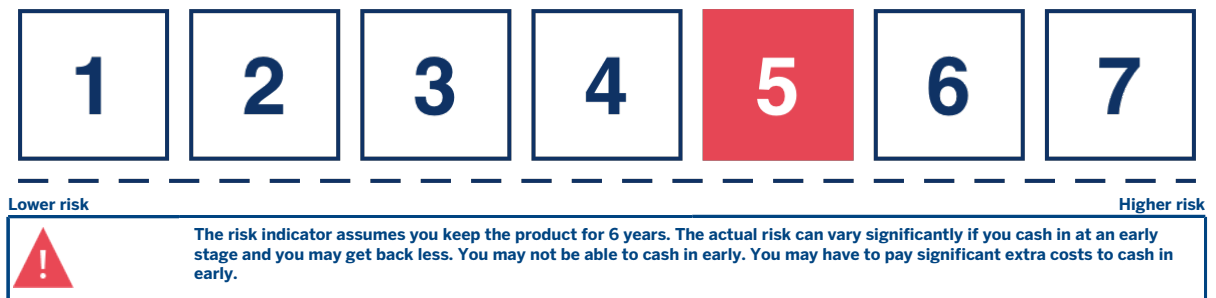 1 2 3 4 5 6 7
Lower risk Higher risk
!
The risk indicator assumes you keep the product for 6 years. The actual risk can vary significantly if you cash in at an early
stage and you may get back less. You may not be able to cash in early. You may have to pay significant extra costs to cash in
early.